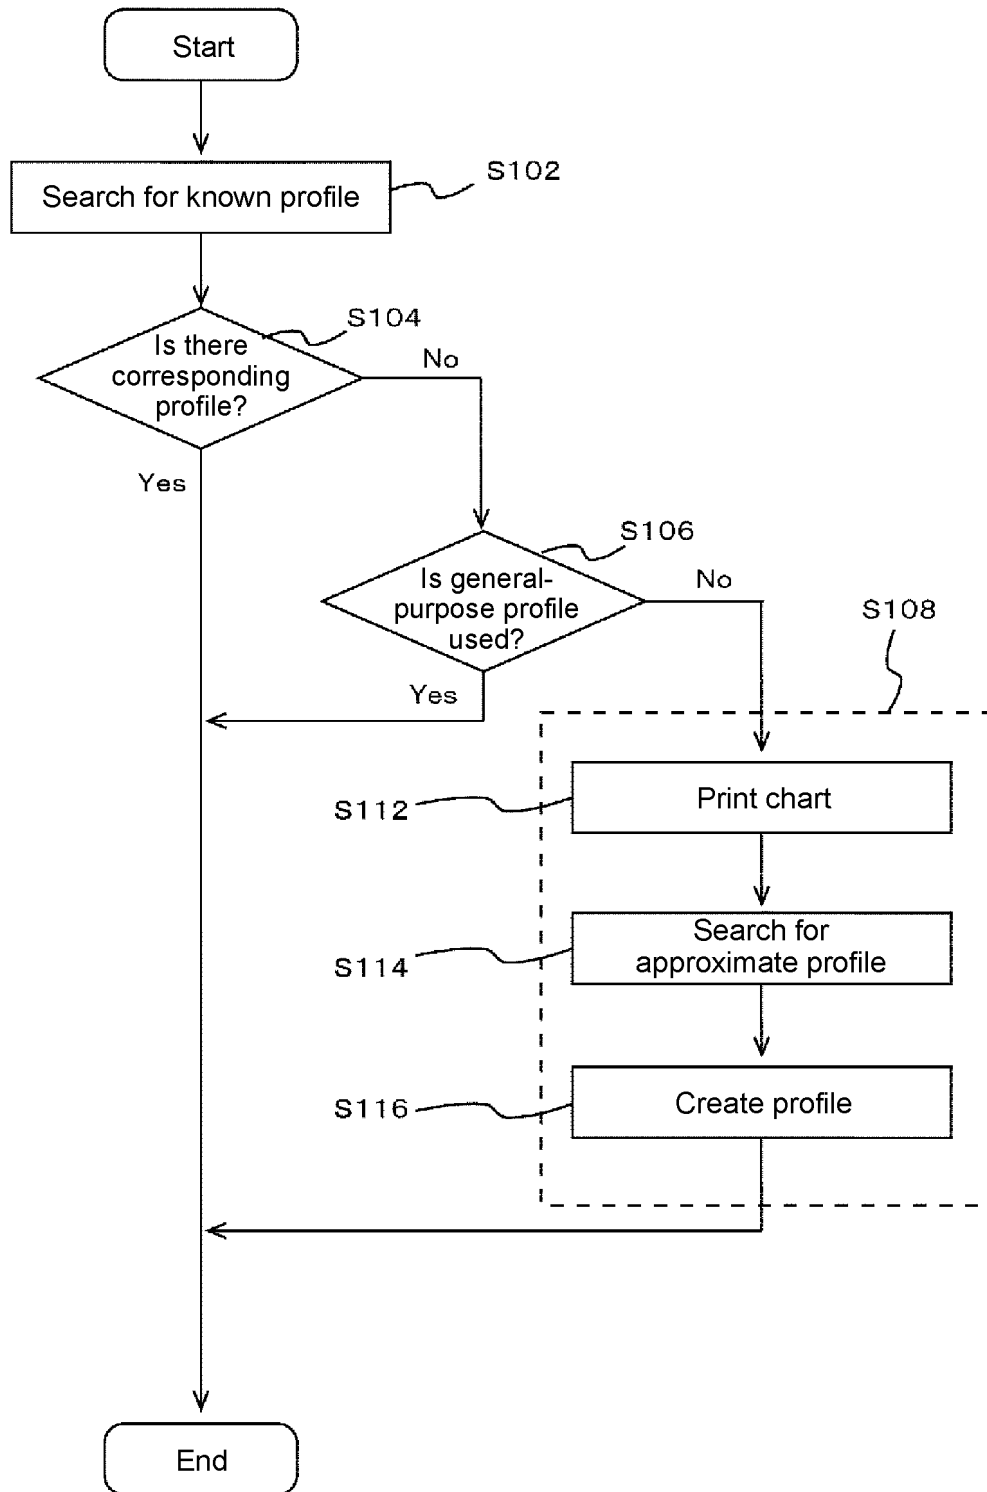 Start
S102
Search for known profile
S104
Is there
corresponding
profile?
No
Yes
S106
Is general-
purpose profile
used?
No
Yes
S108
S112
Print chart
S114
Search for
approximate profile
S116
Create profile
End